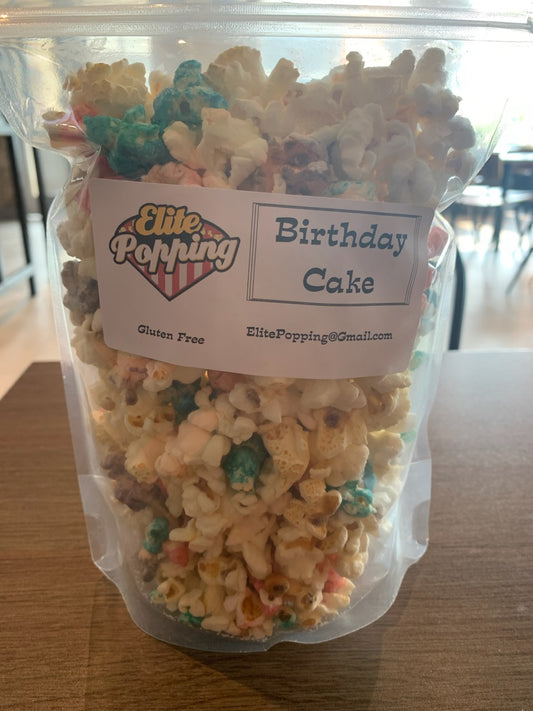 Elite
Popping
Birthday
Cake
Gluten Free
ElitePopping@Gmail.com